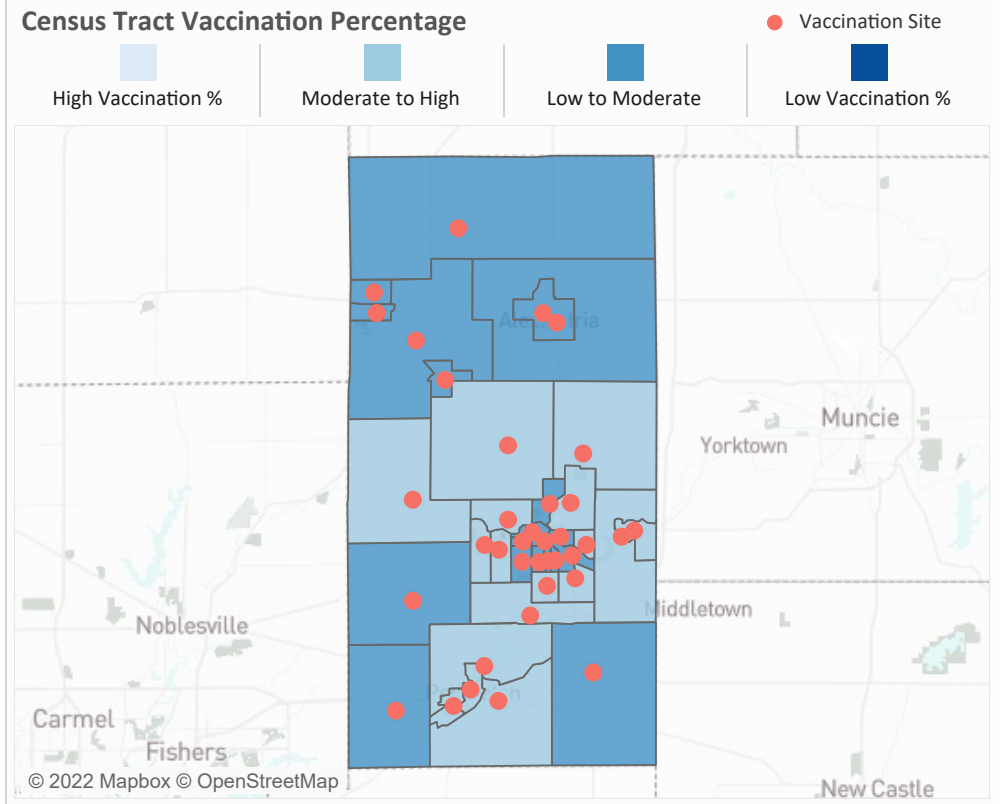 Census Tract Vaccination Percentage
Vaccination Site
High Vaccination %
Moderate to High
Low to Moderate
Low Vaccination %
Muncie
Yorktown
Middletown
Noblesville
Carmel
Fishers
New Castle
© 2022 Mapbox © OpenStreetMap